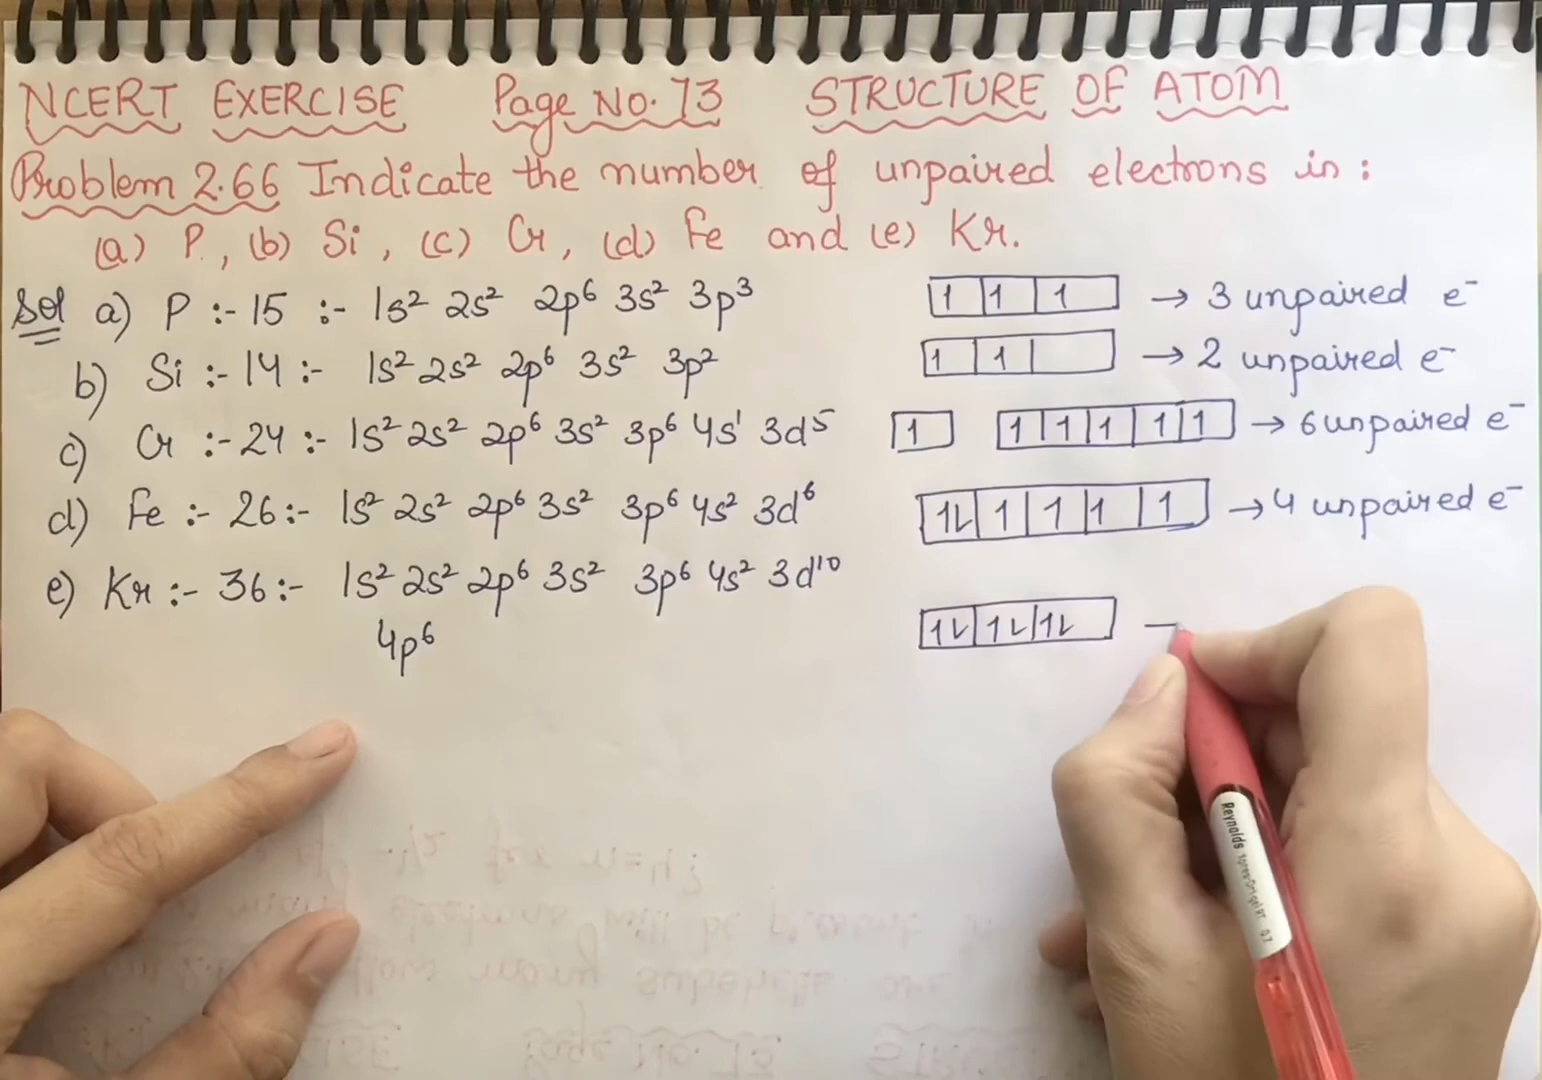 NCERT EXERCISE Page No. 73 STRUCTURE OF ATOM
Problem 2.66 Indicate the number of unpaired electrons in :
(a) P, (b) Si, (c) Cr, (d) Fe and (e) Kr.
Sol a) P :- 15 :- 1s² 2s² 2p⁶ 3s² 3p³ 1 1 1 → 3 unpaired e⁻
b) Si :- 14 :- 1s² 2s² 2p⁶ 3s² 3p² 1 1 → 2 unpaired e⁻
c) Cr :- 24 :- 1s² 2s² 2p⁶ 3s² 3p⁶ 4s¹ 3d⁵ 1 1 1 1 1 1 → 6 unpaired e⁻
d) Fe :- 26 :- 1s² 2s² 2p⁶ 3s² 3p⁶ 4s² 3d⁶ 1⇂ 1 1 1 1 → 4 unpaired e⁻
e) Kr :- 36 :- 1s² 2s² 2p⁶ 3s² 3p⁶ 4s² 3d¹⁰
4p⁶ 1⇂ 1⇂ 1⇂ —
Reynolds